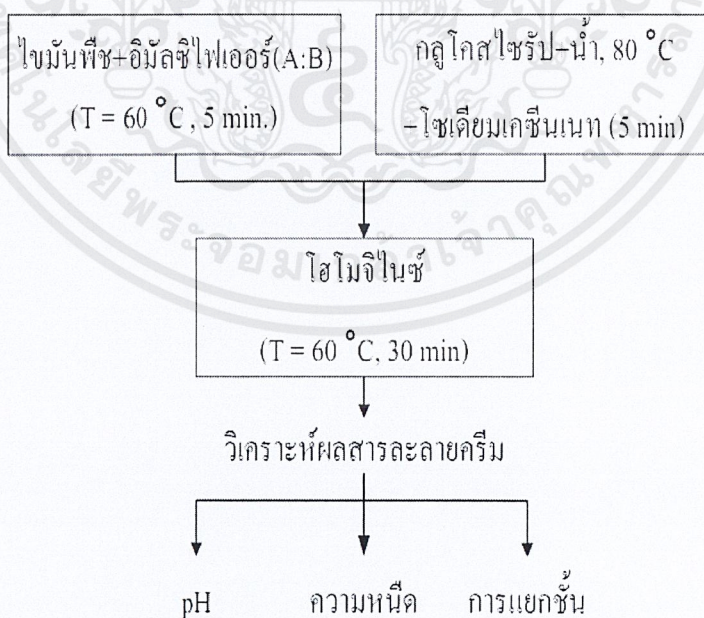 ไขมันพืช+อิมัลซิไฟเออร์(A:B)
(T = 60 °C , 5 min.)
กลูโคสไซรัป-น้ำ, 80 °C
-โซเดียมเคซีนเนท (5 min)
โฮโมจิไนซ์
(T = 60 °C, 30 min)
วิเคราะห์ผลสารละลายครีม
pH ความหนืด การแยกชั้น